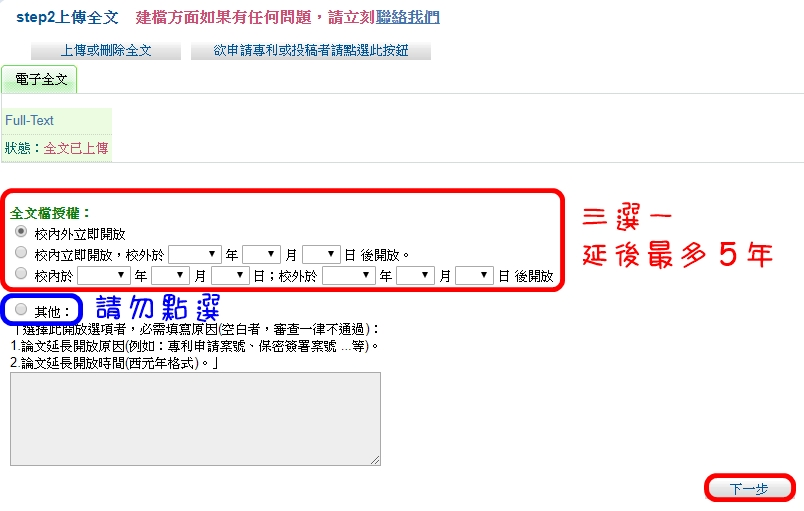 step2上傳全文 建檔方面如果有任何問題，請立刻聯絡我們
上傳或刪除全文 欲申請專利或投稿者請點選此按鈕
電子全文
Full-Text
狀態：全文已上傳
全文檔授權：
校內外立即開放
校內立即開放，校外於 年 月 日 後開放。
校內於 年 月 日；校外於 年 月 日 後開放
三選一
延後最多5年
其他：
請勿點選
「選擇此開放選項者，必需填寫原因(空白者，審查一律不通過)：
1.論文延長開放原因(例如：專利申請案號、保密簽署案號 ...等)。
2.論文延長開放時間(西元年格式)。」
下一步